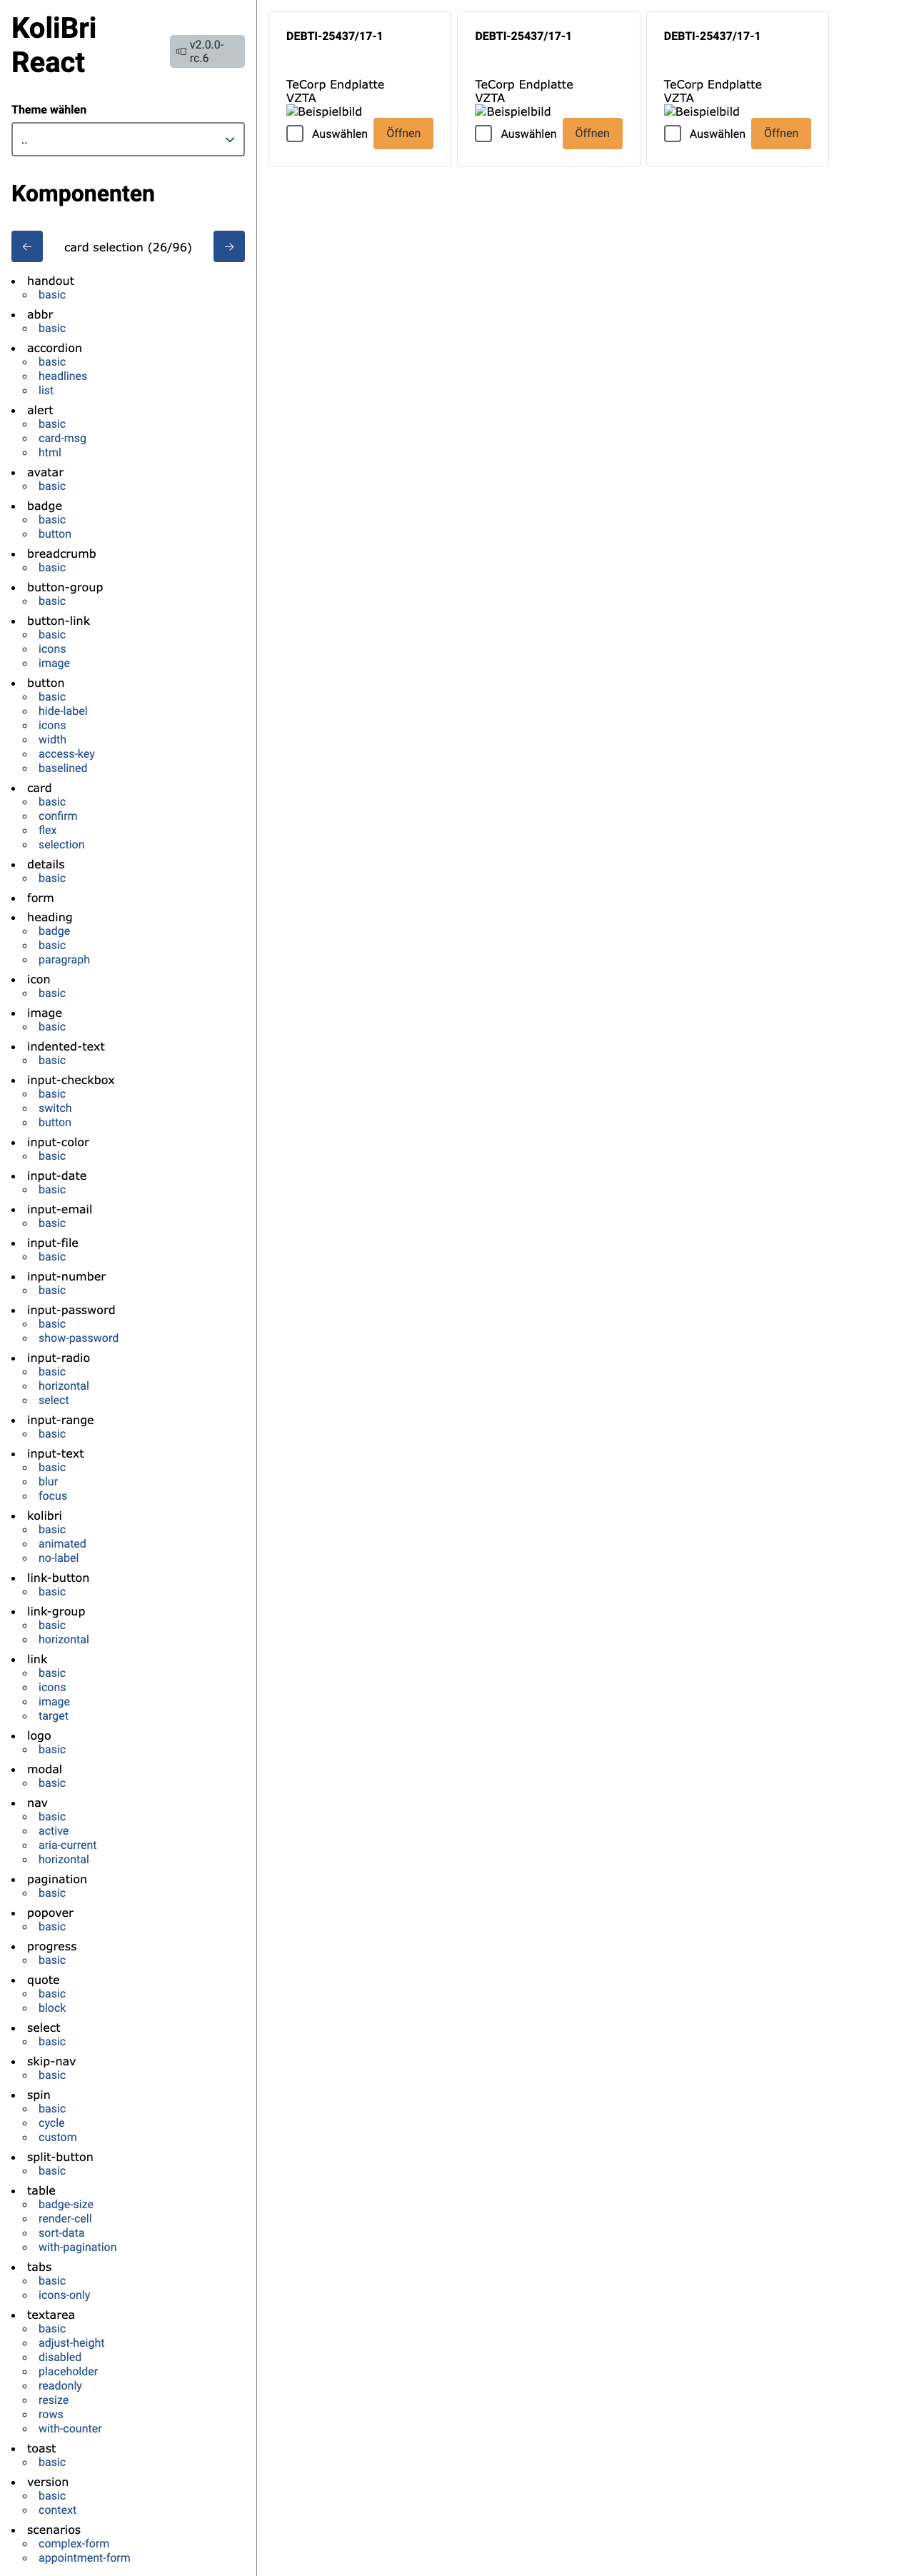 KoliBri
React
v2.0.0-
rc.6
Theme wählen
..
Komponenten
card selection (26/96)
handout
basic
abbr
basic
accordion
basic
headlines
list
alert
basic
card-msg
html
avatar
basic
badge
basic
button
breadcrumb
basic
button-group
basic
button-link
basic
icons
image
button
basic
hide-label
icons
width
access-key
baselined
card
basic
confirm
flex
selection
details
basic
form
heading
badge
basic
paragraph
icon
basic
image
basic
indented-text
basic
input-checkbox
basic
switch
button
input-color
basic
input-date
basic
input-email
basic
input-file
basic
input-number
basic
input-password
basic
show-password
input-radio
basic
horizontal
select
input-range
basic
input-text
basic
blur
focus
kolibri
basic
animated
no-label
link-button
basic
link-group
basic
horizontal
link
basic
icons
image
target
logo
basic
modal
basic
nav
basic
active
aria-current
horizontal
pagination
basic
popover
basic
progress
basic
quote
basic
block
select
basic
skip-nav
basic
spin
basic
cycle
custom
split-button
basic
table
badge-size
render-cell
sort-data
with-pagination
tabs
basic
icons-only
textarea
basic
adjust-height
disabled
placeholder
readonly
resize
rows
with-counter
toast
basic
version
basic
context
scenarios
complex-form
appointment-form
DEBTI-25437/17-1
TeCorp Endplatte
VZTA
Beispielbild
Auswählen Öffnen
DEBTI-25437/17-1
TeCorp Endplatte
VZTA
Beispielbild
Auswählen Öffnen
DEBTI-25437/17-1
TeCorp Endplatte
VZTA
Beispielbild
Auswählen Öffnen